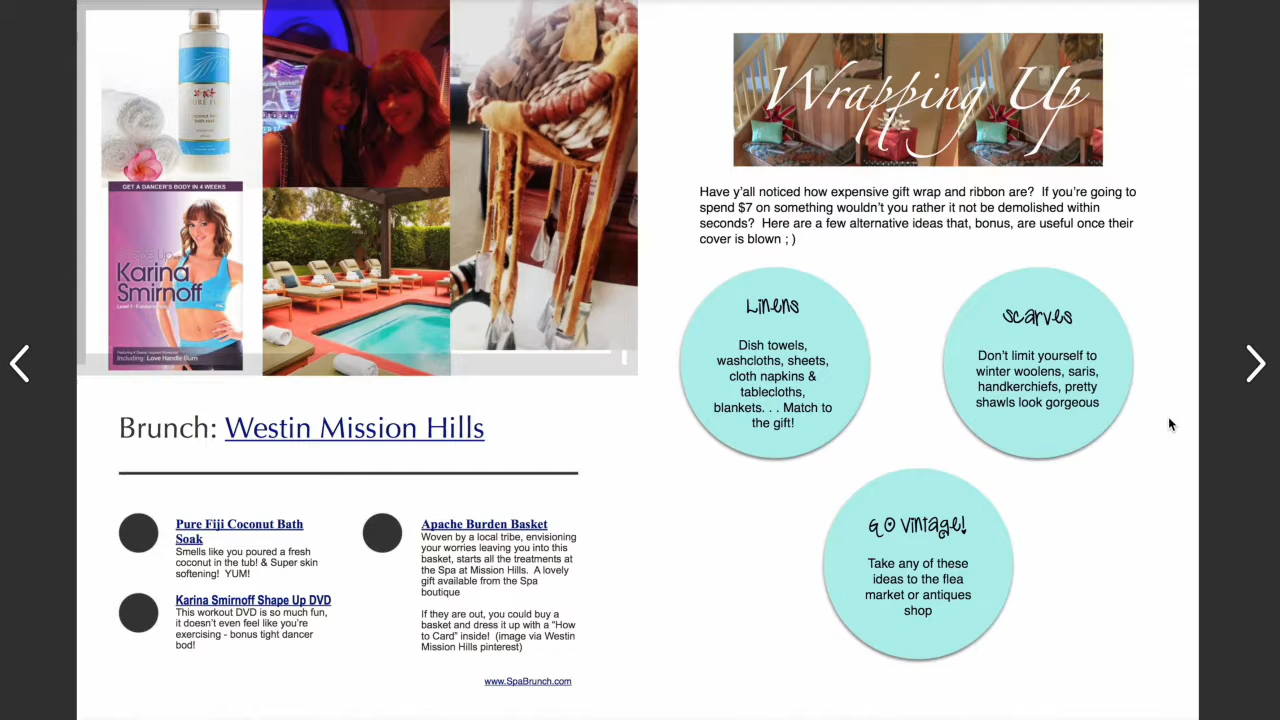 PURE FIJI
GET A DANCER'S BODY IN 4 WEEKS
Shape Up
Karina
Smirnoff
Including: Love Handle Burn
Brunch: Westin Mission Hills
Pure Fiji Coconut Bath
Soak
Smells like you poured a fresh
coconut in the tub! & Super skin
softening!  YUM!
Karina Smirnoff Shape Up DVD
This workout DVD is so much fun,
it doesn't even feel like you're
exercising - bonus tight dancer
bod!
Apache Burden Basket
Woven by a local tribe, envisioning
your worries leaving you into this
basket, starts all the treatments at
the Spa at Mission Hills.  A lovely
gift available from the Spa
boutique
If they are out, you could buy a
basket and dress it up with a “How
to Card” inside!  (image via Westin
Mission Hills pinterest)
www.SpaBrunch.com
Wrapping Up
Have y'all noticed how expensive gift wrap and ribbon are?  If you're going to
spend $7 on something wouldn't you rather it not be demolished within
seconds?  Here are a few alternative ideas that, bonus, are useful once their
cover is blown ; )
Linens
Dish towels,
washcloths, sheets,
cloth napkins &
tablecloths,
blankets. . . Match to
the gift!
Scarves
Don't limit yourself to
winter woolens, saris,
handkerchiefs, pretty
shawls look gorgeous
Go Vintage!
Take any of these
ideas to the flea
market or antiques
shop